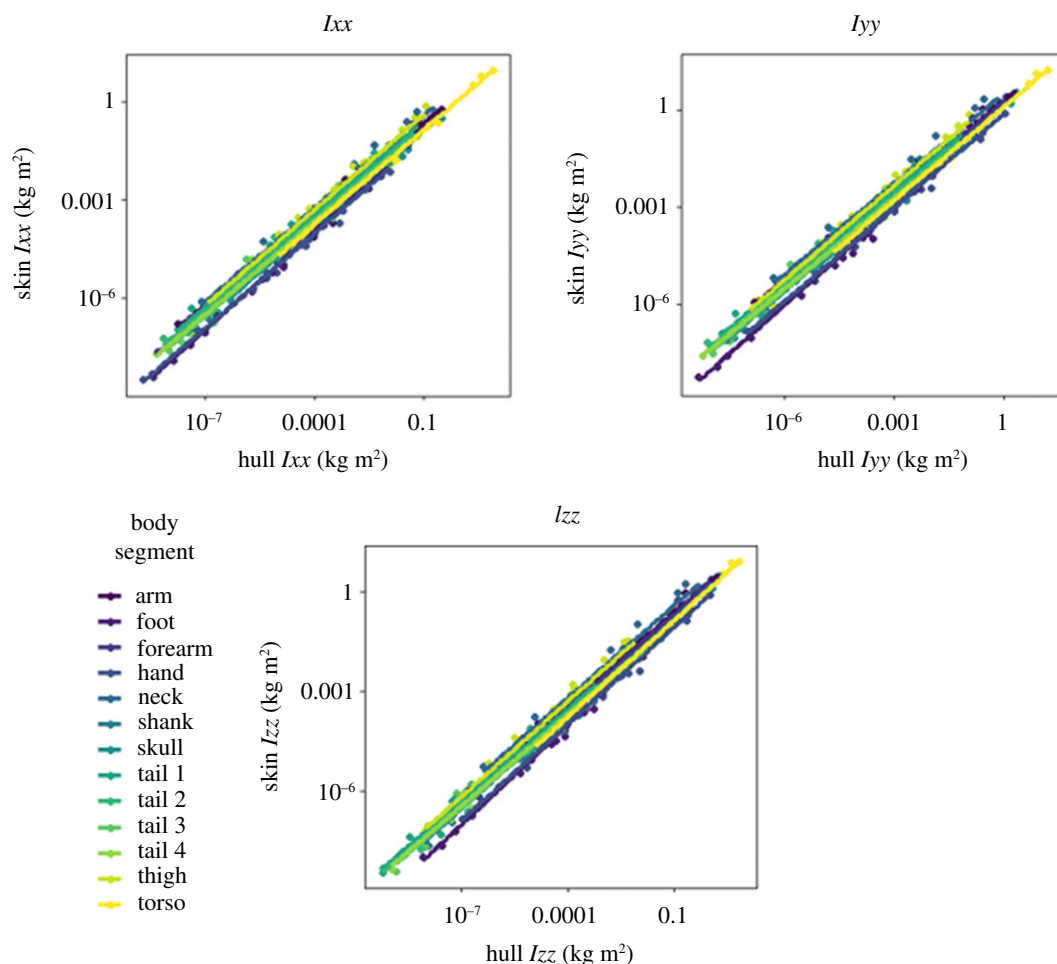 Ixx
Iyy
skin Ixx (kg m²)
1
0.001
10⁻⁶
10⁻⁷
0.0001
0.1
hull Ixx (kg m²)
skin Iyy (kg m²)
1
0.001
10⁻⁶
10⁻⁶
0.001
1
hull Iyy (kg m²)
body
segment
arm
foot
forearm
hand
neck
shank
skull
tail 1
tail 2
tail 3
tail 4
thigh
torso
lzz
skin Izz (kg m²)
1
0.001
10⁻⁶
10⁻⁷
0.0001
0.1
hull Izz (kg m²)